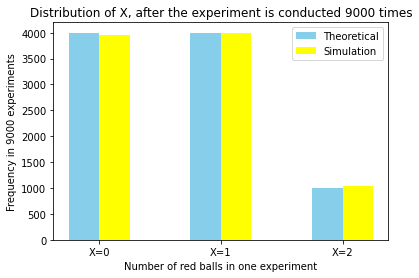 Distribution of X, after the experiment is conducted 9000 times
Theoretical
Simulation
Frequency in 9000 experiments
4000
3500
3000
2500
2000
1500
1000
500
0
X=0 X=1 X=2
Number of red balls in one experiment